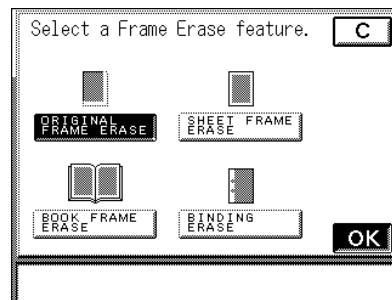 Select a Frame Erase feature.
C
ORIGINAL
FRAME ERASE
SHEET FRAME
ERASE
BOOK FRAME
ERASE
BINDING
ERASE
OK